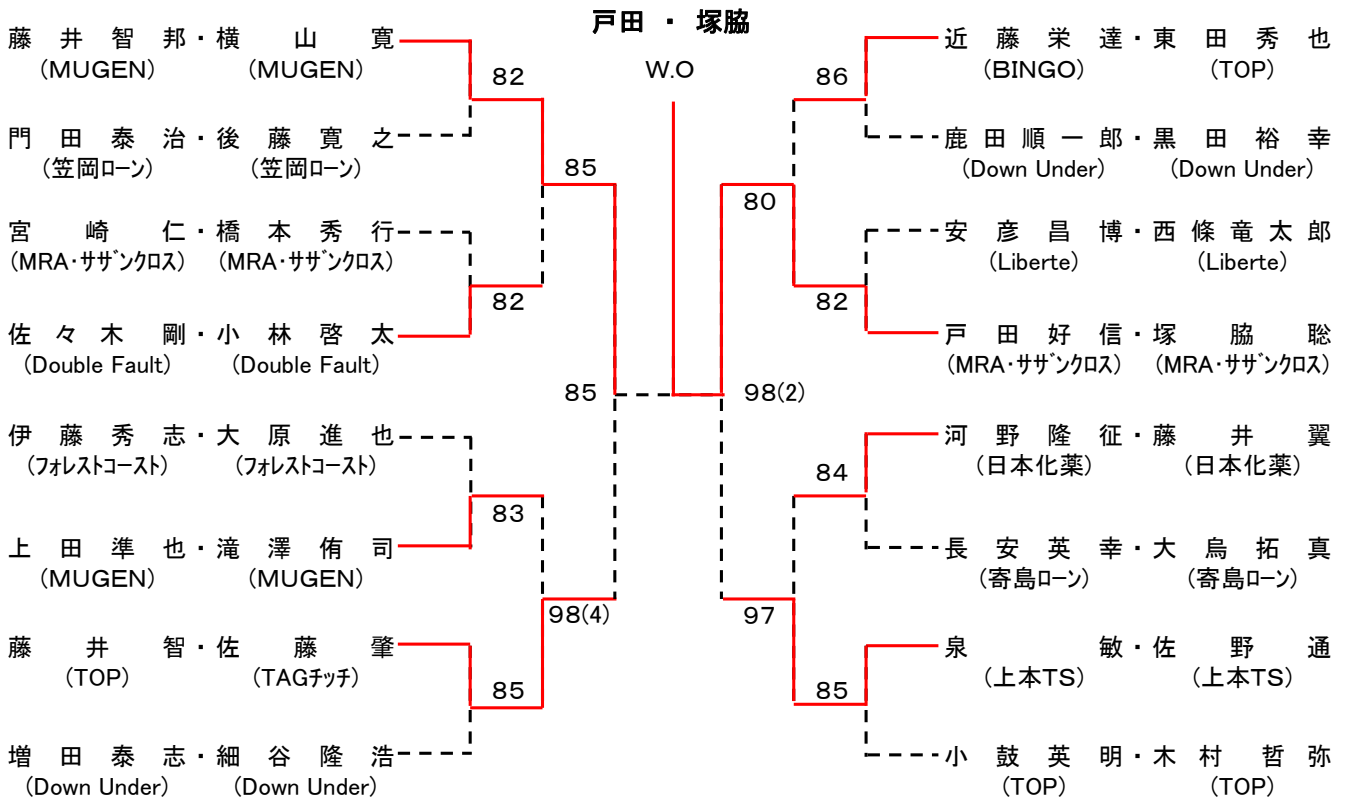 戸田 ・ 塚脇
W.O
藤井智邦・横山寛
(MUGEN) (MUGEN)
82
門田泰治・後藤寛之
(笠岡ローン) (笠岡ローン)
85
宮崎仁・橋本秀行
(MRA・サザンクロス) (MRA・サザンクロス)
82
佐々木剛・小林啓太
(Double Fault) (Double Fault)
85
伊藤秀志・大原進也
(フォレストコースト) (フォレストコースト)
83
上田準也・滝澤侑司
(MUGEN) (MUGEN)
98(4)
藤井智・佐藤肇
(TOP) (TAGチッチ)
85
増田泰志・細谷隆浩
(Down Under) (Down Under)
近藤栄達・東田秀也
(BINGO) (TOP)
86
鹿田順一郎・黒田裕幸
(Down Under) (Down Under)
80
安彦昌博・西條竜太郎
(Liberte) (Liberte)
82
戸田好信・塚脇聡
(MRA・サザンクロス) (MRA・サザンクロス)
98(2)
河野隆征・藤井翼
(日本化薬) (日本化薬)
84
長安英幸・大烏拓真
(寄島ローン) (寄島ローン)
97
泉敏・佐野通
(上本TS) (上本TS)
85
小鼓英明・木村哲弥
(TOP) (TOP)